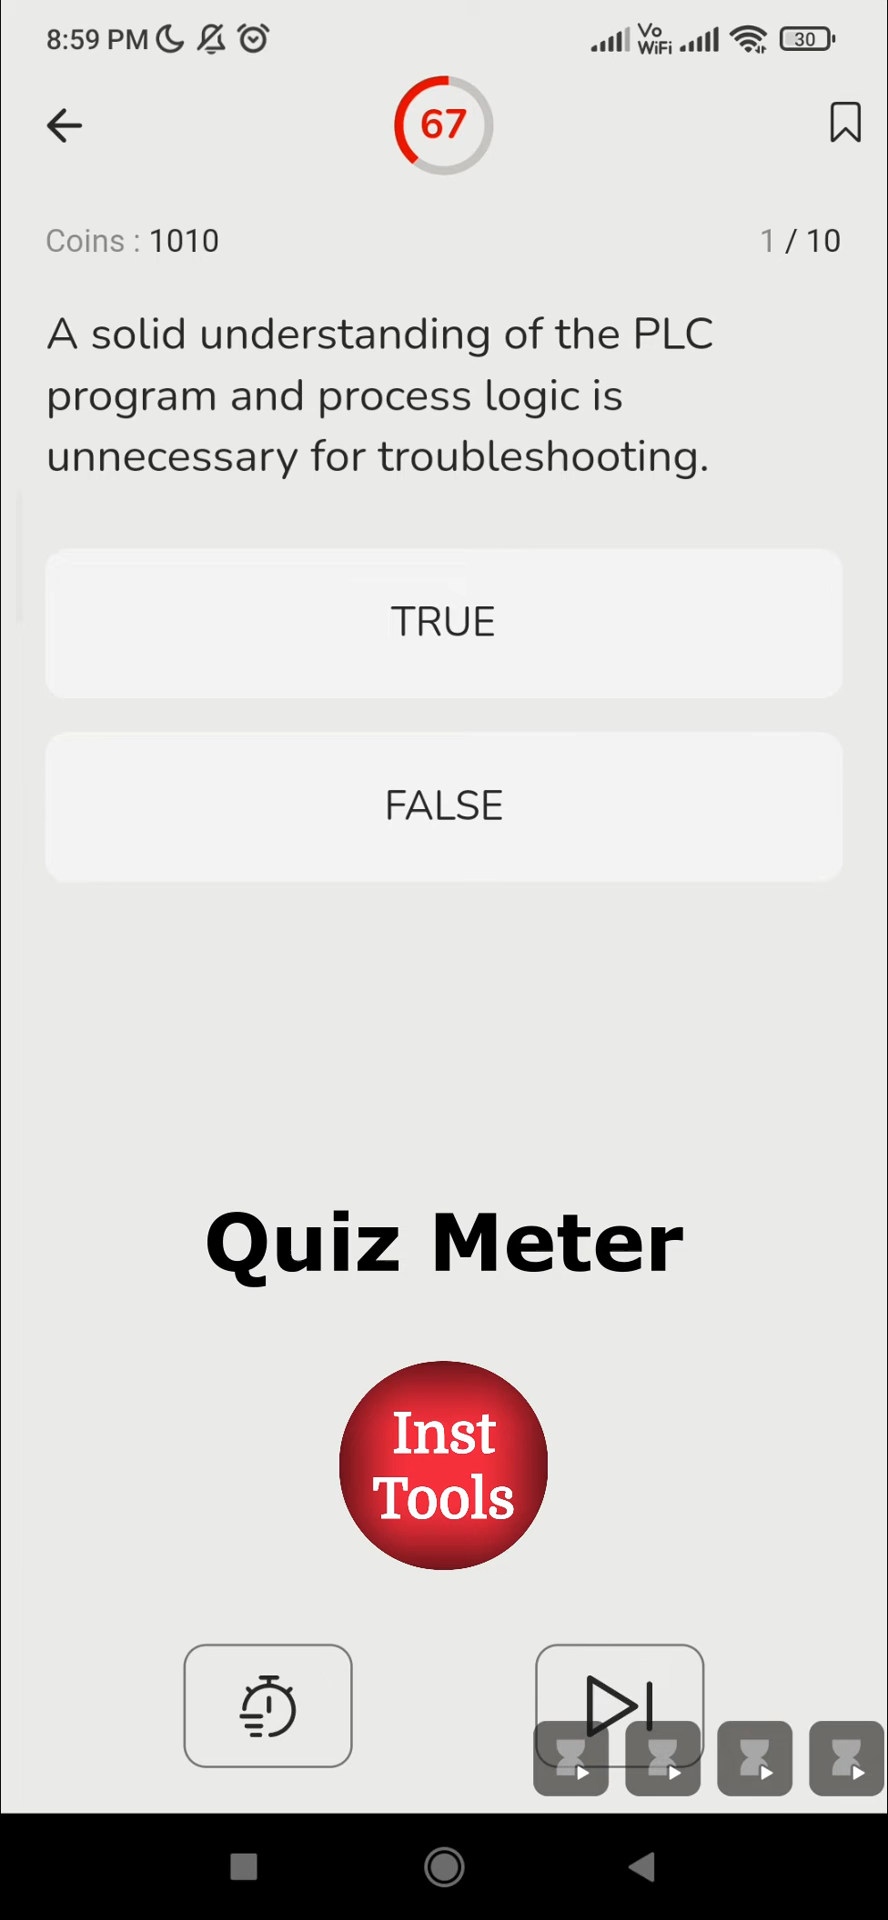 8:59 PM Vo WiFi 30
67
Coins : 1010 1 / 10
A solid understanding of the PLC
program and process logic is
unnecessary for troubleshooting.
TRUE
FALSE
Quiz Meter
Inst
Tools